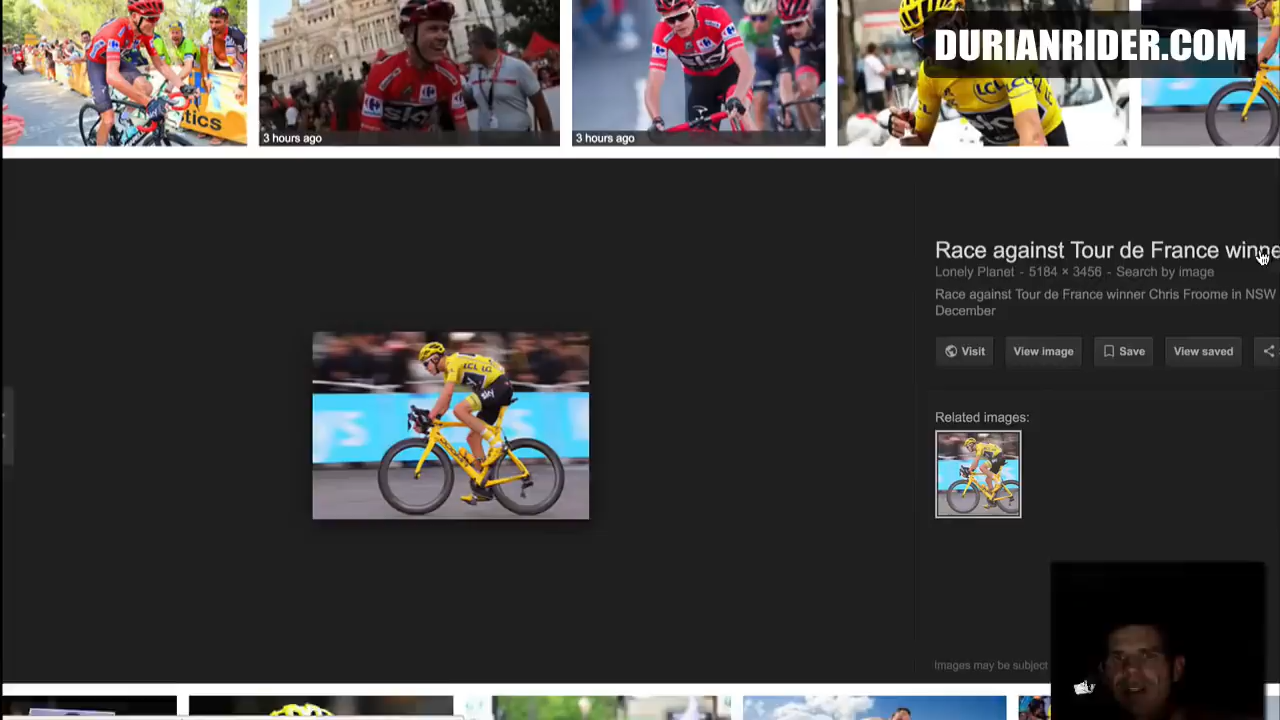 DURIANRIDER.COM
3 hours ago
3 hours ago
Race against Tour de France winne
Lonely Planet - 5184 × 3456 - Search by image
Race against Tour de France winner Chris Froome in NSW
December
Visit
View image
Save
View saved
Related images:
Images may be subject